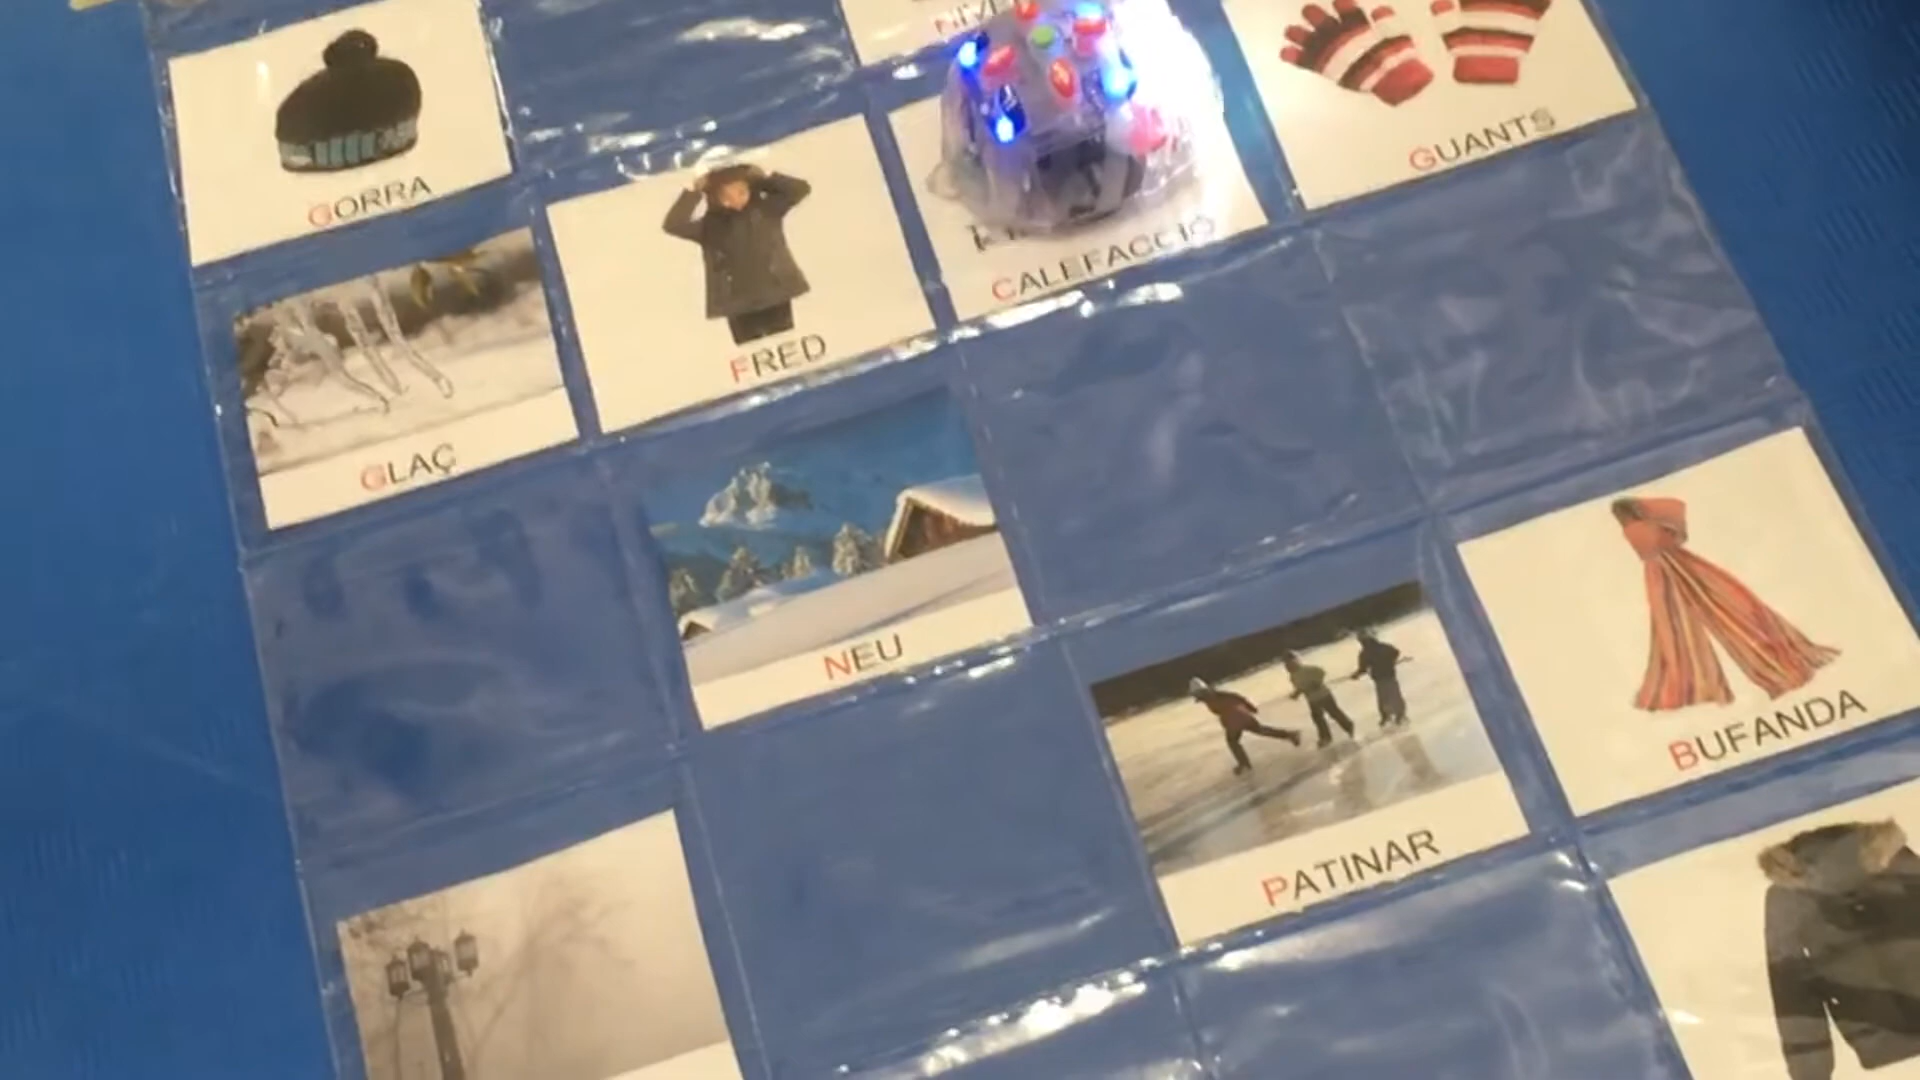 GORRA
FRED
CALEFACCIÓ
GUANTS
GLAÇ
NEU
PATINAR
BUFANDA